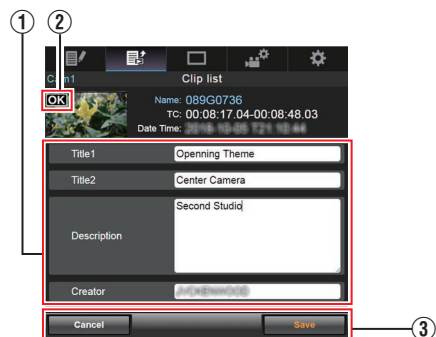 ① ②
Cam1 Clip list
OK
Name: 089G0736
TC: 00:08:17.04-00:08:48.03
Date Time:
Title1 Openning Theme
Title2 Center Camera
Second Studio
Description
Creator
Cancel Save
③